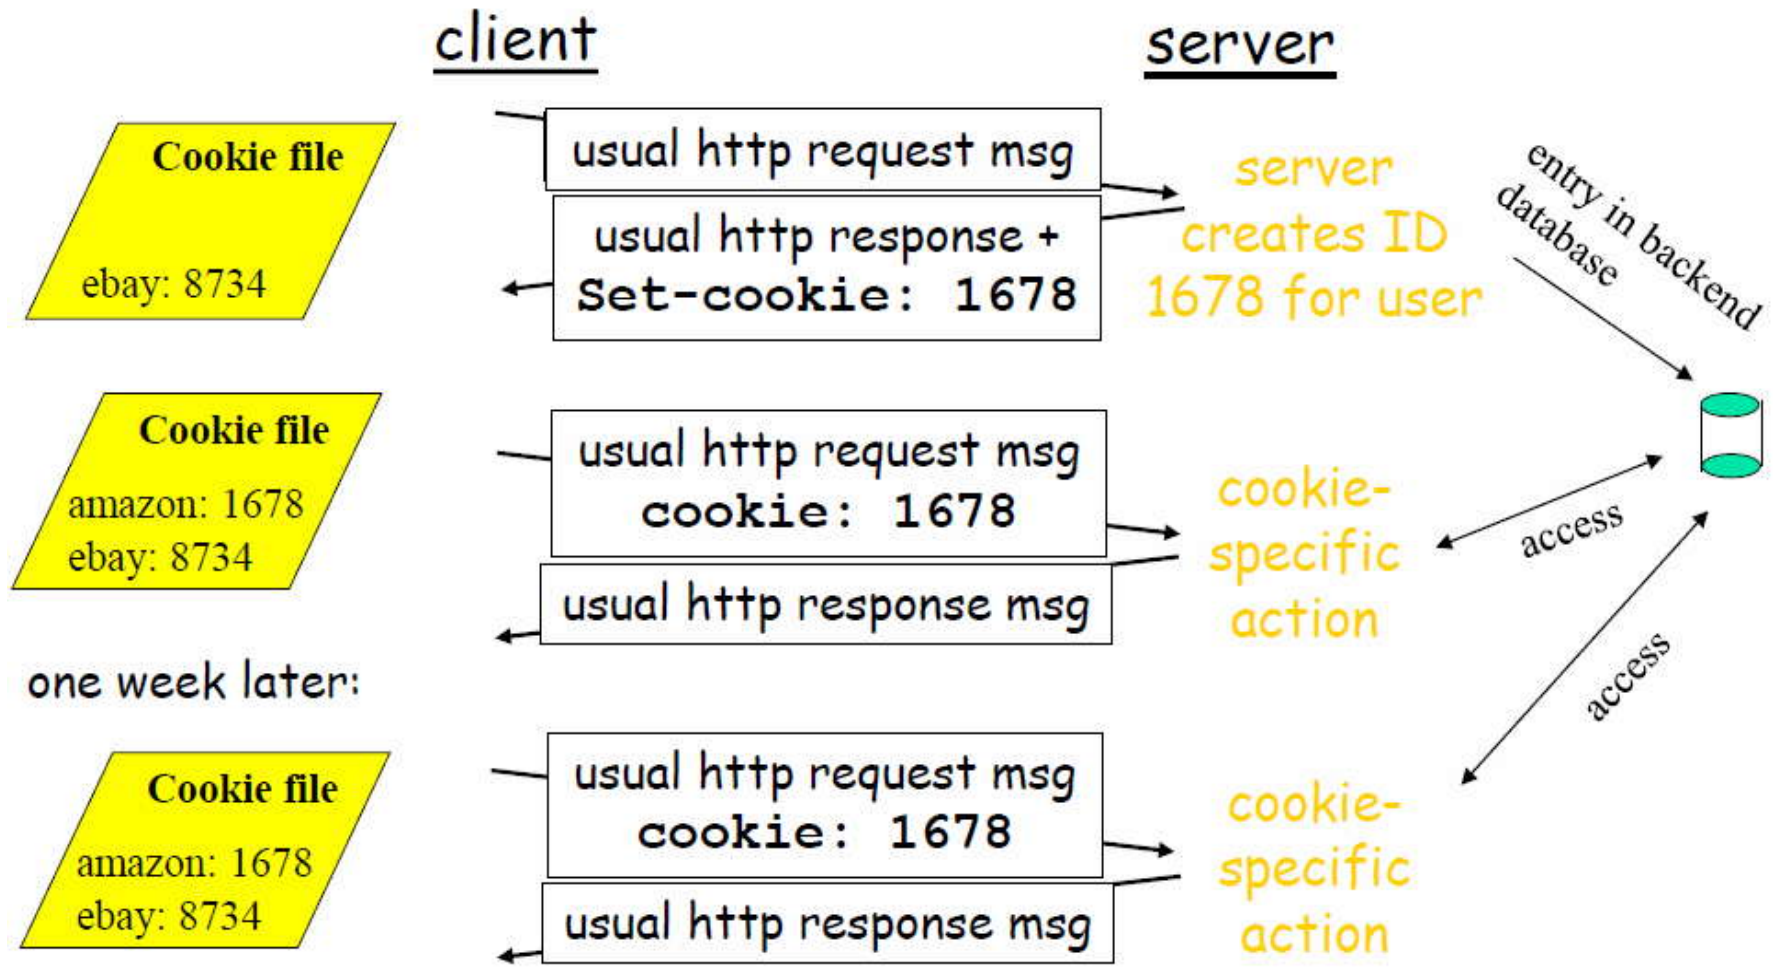 client
server
Cookie file
ebay: 8734
usual http request msg
usual http response +
Set-cookie: 1678
server
creates ID
1678 for user
entry in backend
database
Cookie file
amazon: 1678
ebay: 8734
usual http request msg
cookie: 1678
usual http response msg
cookie-
specific
action
access
one week later:
access
Cookie file
amazon: 1678
ebay: 8734
usual http request msg
cookie: 1678
usual http response msg
cookie-
specific
action